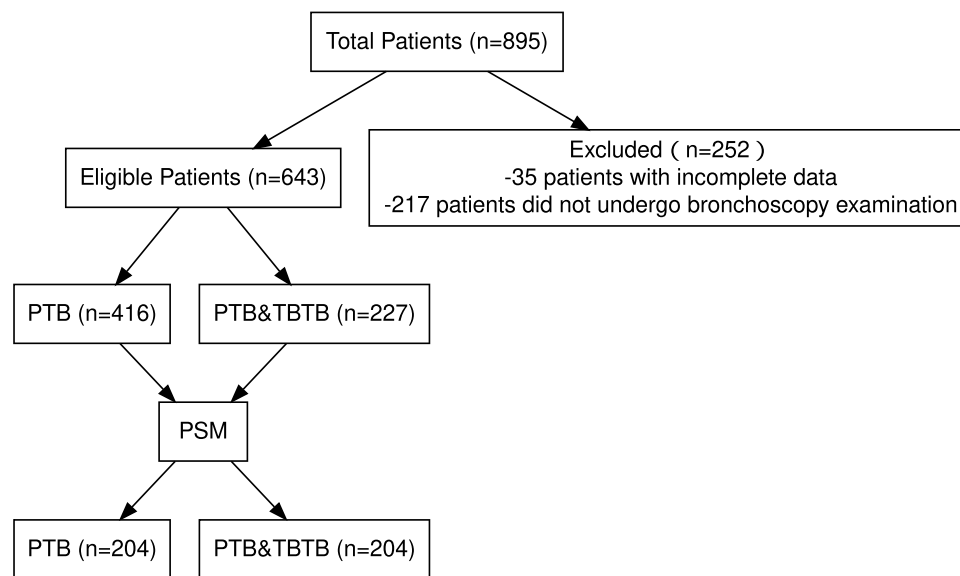 Total Patients (n=895)
Eligible Patients (n=643)
Excluded（n=252）
-35 patients with incomplete data
-217 patients did not undergo bronchoscopy examination
PTB (n=416)
PTB&TBTB (n=227)
PSM
PTB (n=204)
PTB&TBTB (n=204)